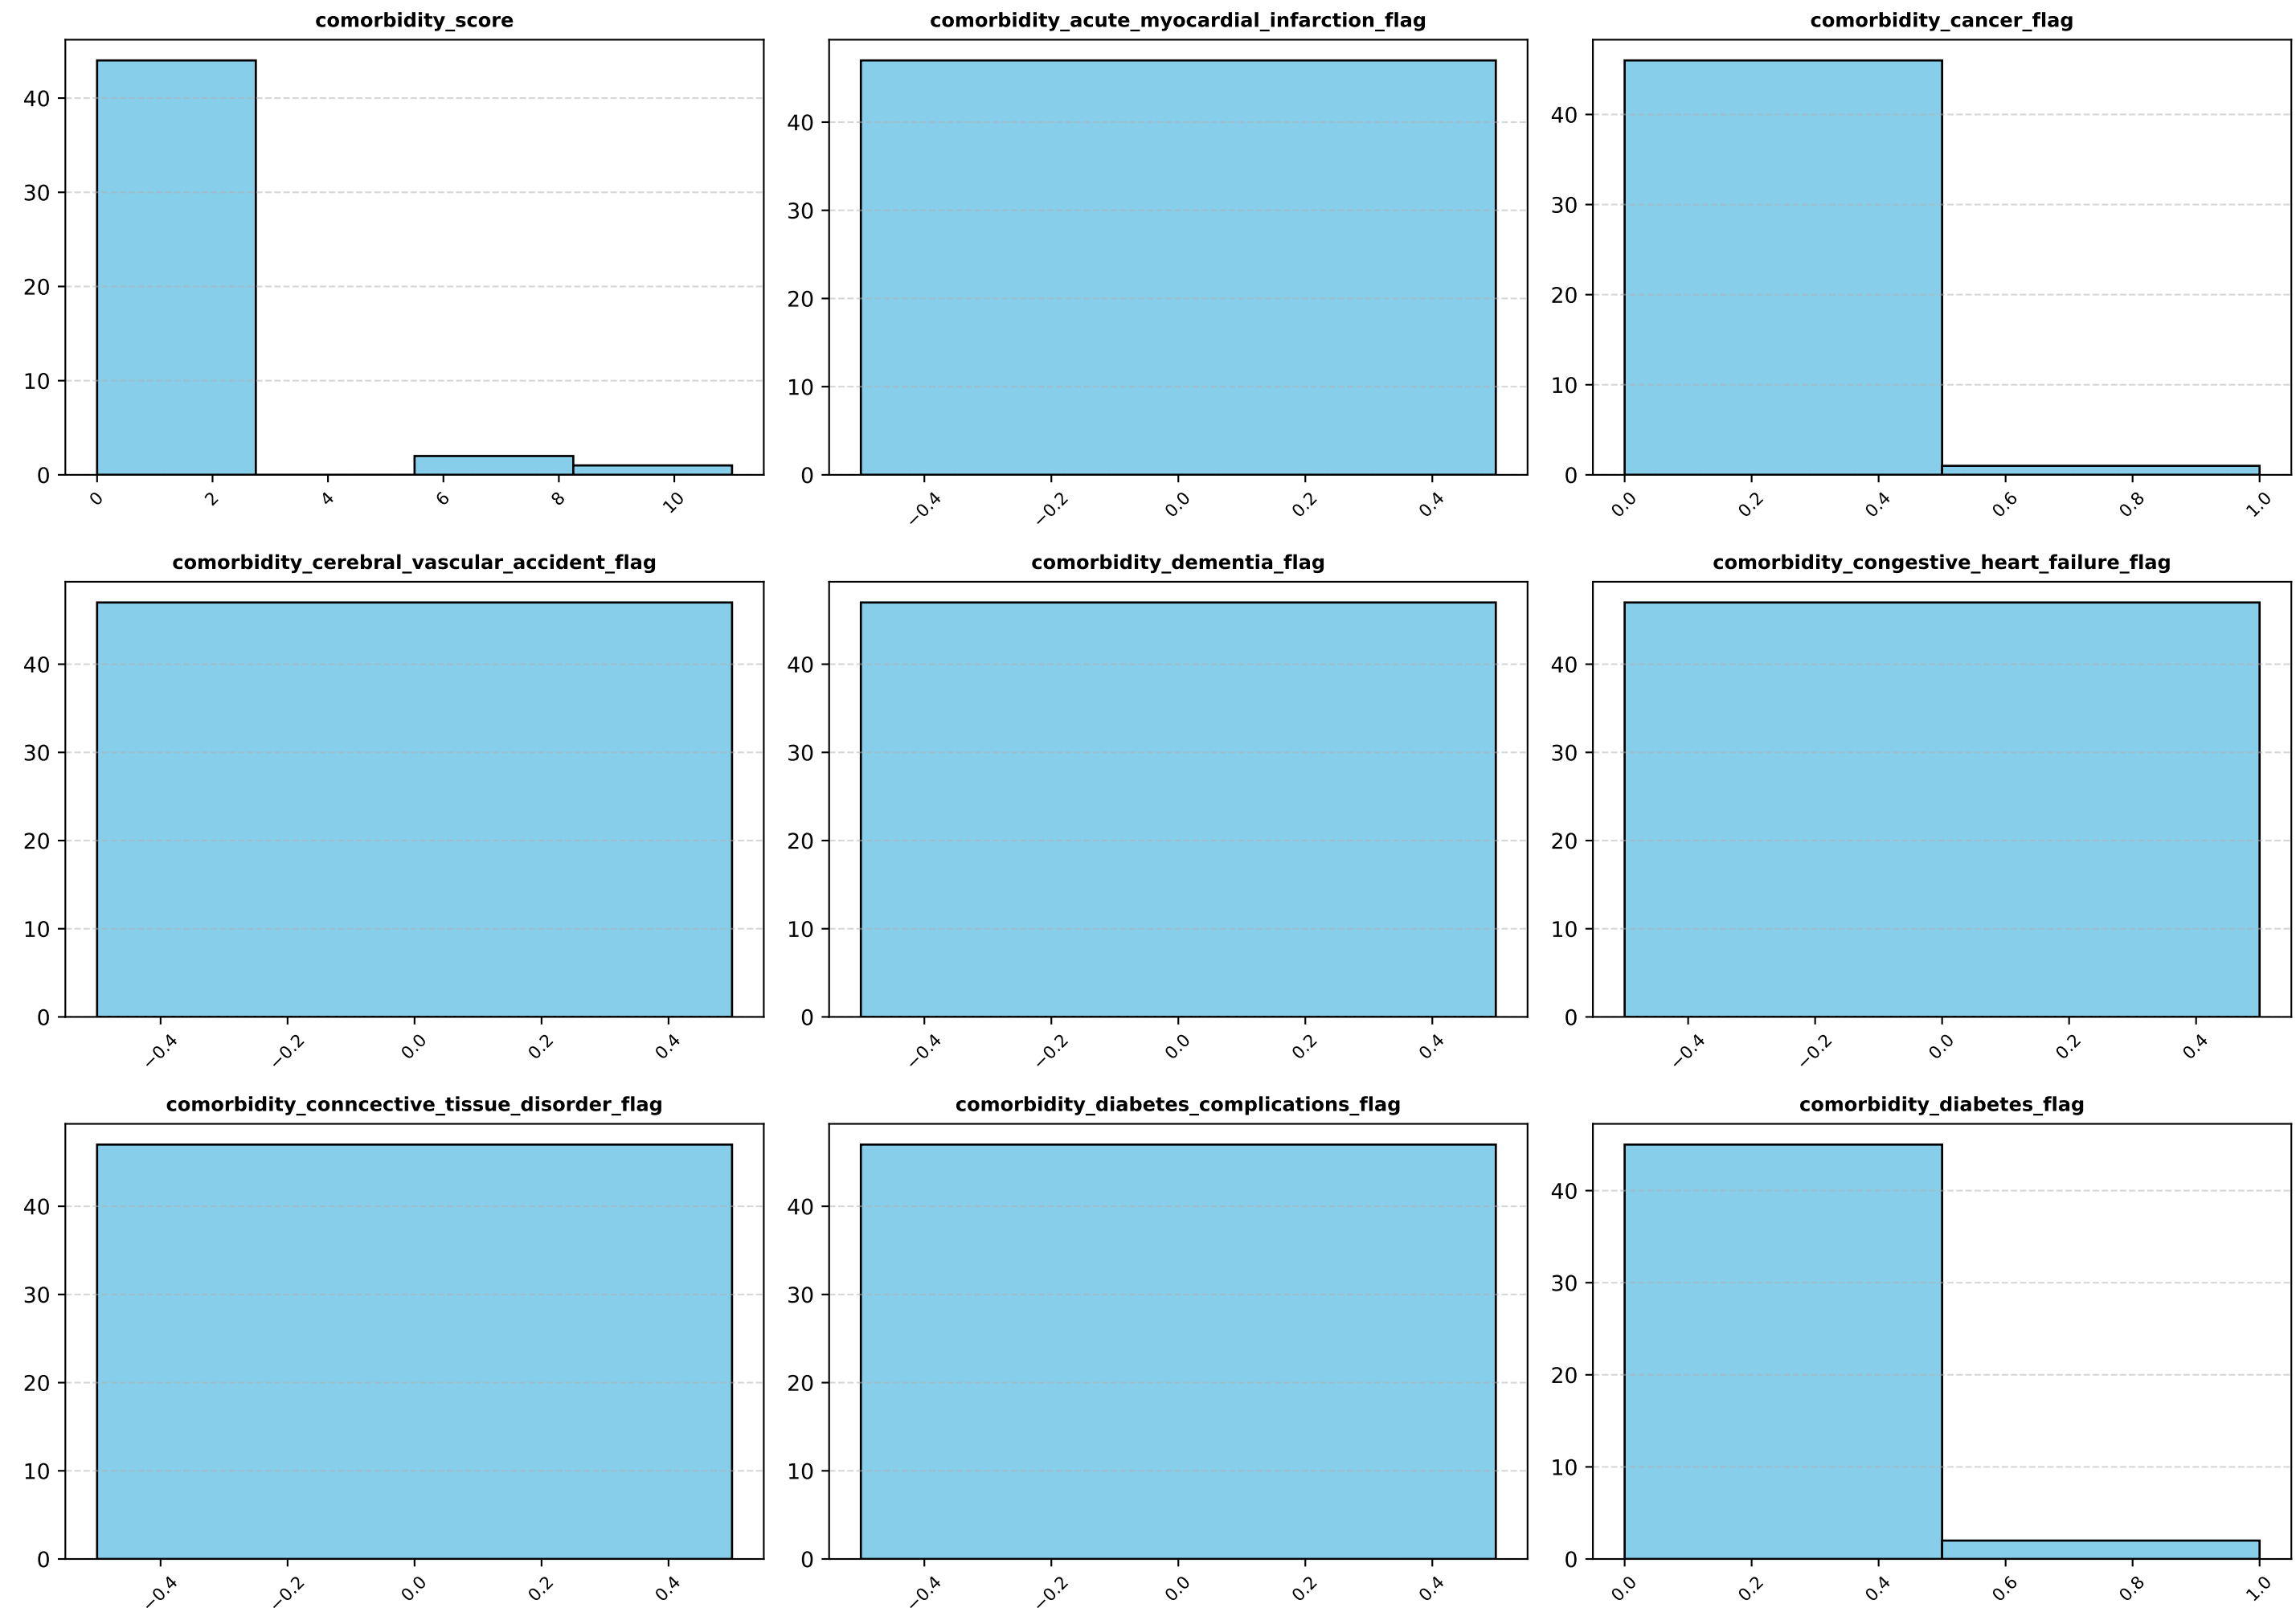 comorbidity_score
40
30
20
10
0
0 2 4 6 8 10
comorbidity_acute_myocardial_infarction_flag
40
30
20
10
0
−0.4 −0.2 0.0 0.2 0.4
comorbidity_cancer_flag
40
30
20
10
0
0.0 0.2 0.4 0.6 0.8 1.0
comorbidity_cerebral_vascular_accident_flag
40
30
20
10
0
−0.4 −0.2 0.0 0.2 0.4
comorbidity_dementia_flag
40
30
20
10
0
−0.4 −0.2 0.0 0.2 0.4
comorbidity_congestive_heart_failure_flag
40
30
20
10
0
−0.4 −0.2 0.0 0.2 0.4
comorbidity_conncective_tissue_disorder_flag
40
30
20
10
0
−0.4 −0.2 0.0 0.2 0.4
comorbidity_diabetes_complications_flag
40
30
20
10
0
−0.4 −0.2 0.0 0.2 0.4
comorbidity_diabetes_flag
40
30
20
10
0
0.0 0.2 0.4 0.6 0.8 1.0